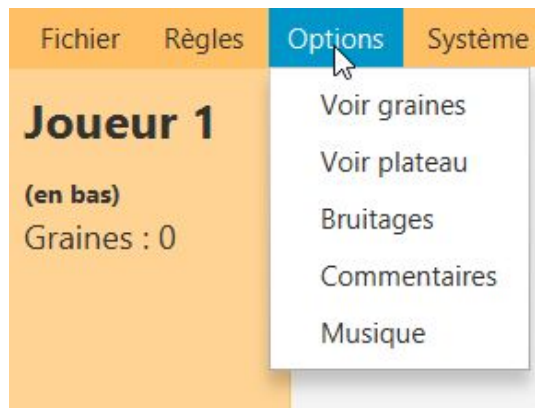 Fichier Règles Options Système
Joueur 1
(en bas)
Graines : 0
Voir graines
Voir plateau
Bruitages
Commentaires
Musique